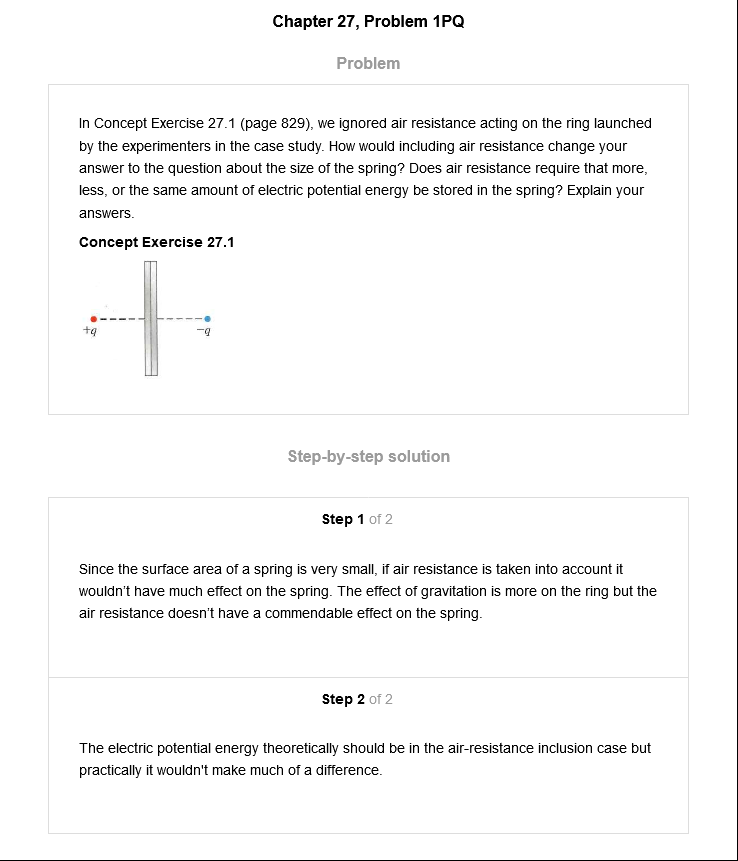 Chapter 27, Problem 1PQ
Problem
In Concept Exercise 27.1 (page 829), we ignored air resistance acting on the ring launched
by the experimenters in the case study. How would including air resistance change your
answer to the question about the size of the spring? Does air resistance require that more,
less, or the same amount of electric potential energy be stored in the spring? Explain your
answers.
Concept Exercise 27.1
+q
−q
Step-by-step solution
Step 1 of 2
Since the surface area of a spring is very small, if air resistance is taken into account it
wouldn't have much effect on the spring. The effect of gravitation is more on the ring but the
air resistance doesn't have a commendable effect on the spring.
Step 2 of 2
The electric potential energy theoretically should be in the air-resistance inclusion case but
practically it wouldn't make much of a difference.